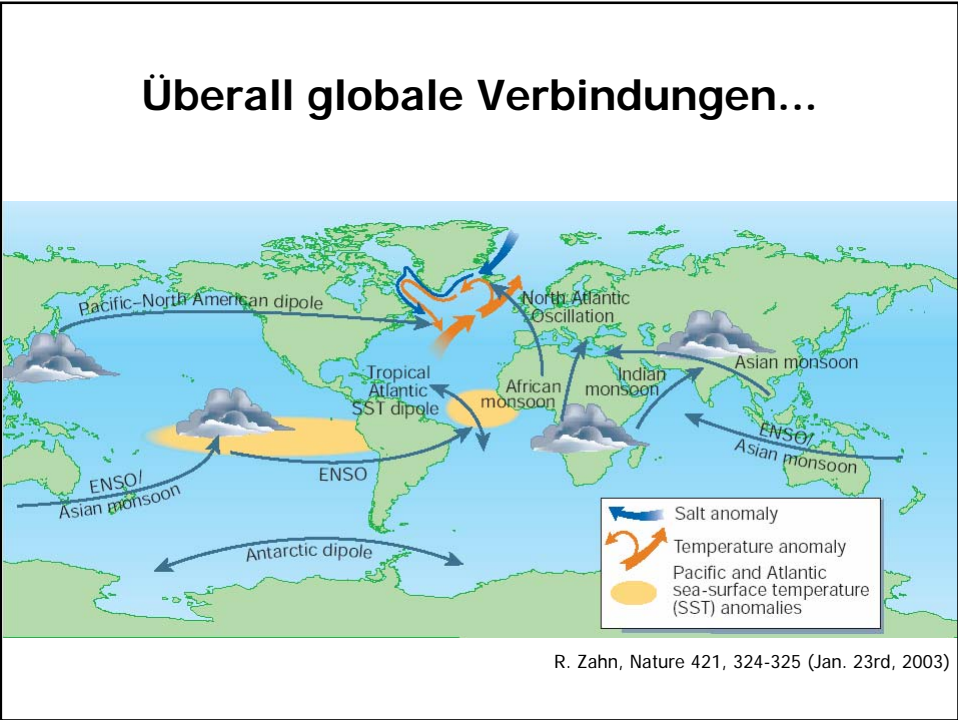 Überall globale Verbindungen...
Pacific–North American dipole
North Atlantic
Oscillation
Tropical
Atlantic
SST dipole
African
monsoon
Indian
monsoon
Asian monsoon
ENSO/
Asian monsoon
ENSO
ENSO/
Asian monsoon
Antarctic dipole
Salt anomaly
Temperature anomaly
Pacific and Atlantic
sea-surface temperature
(SST) anomalies
R. Zahn, Nature 421, 324-325 (Jan. 23rd, 2003)